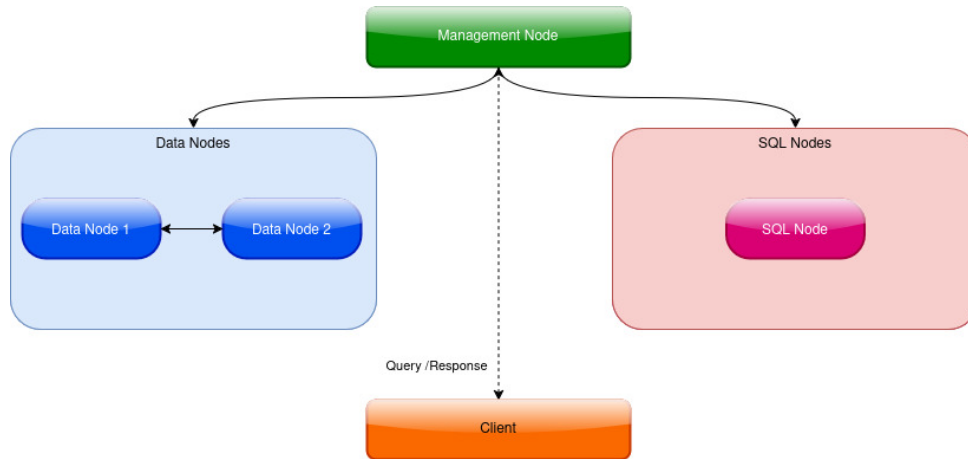 Management Node
Data Nodes
SQL Nodes
Data Node 1
Data Node 2
SQL Node
Query /Response
Client